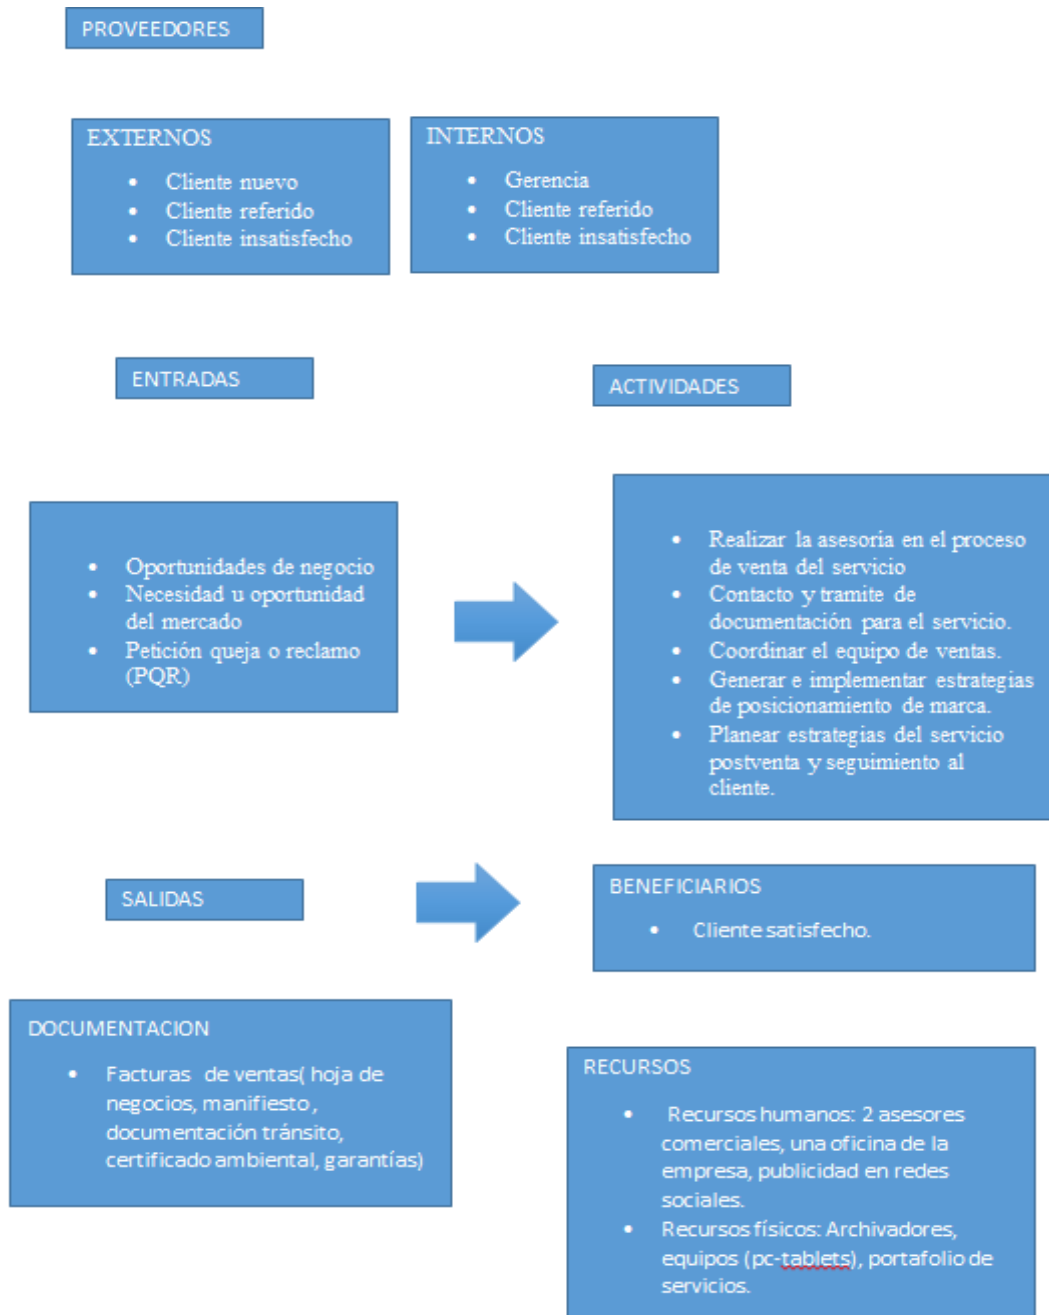 PROVEEDORES
EXTERNOS
• Cliente nuevo
• Cliente referido
• Cliente insatisfecho
INTERNOS
• Gerencia
• Cliente referido
• Cliente insatisfecho
ENTRADAS
ACTIVIDADES
• Oportunidades de negocio
• Necesidad u oportunidad
del mercado
• Petición queja o reclamo
(PQR)
• Realizar la asesoria en el proceso
de venta del servicio
• Contacto y tramite de
documentación para el servicio.
• Coordinar el equipo de ventas.
• Generar e implementar estrategias
de posicionamiento de marca.
• Planear estrategias del servicio
postventa y seguimiento al
cliente.
SALIDAS
BENEFICIARIOS
• Cliente satisfecho.
DOCUMENTACION
• Facturas de ventas( hoja de
negocios, manifiesto ,
documentación tránsito,
certificado ambiental, garantías)
RECURSOS
• Recursos humanos: 2 asesores
comerciales, una oficina de la
empresa, publicidad en redes
sociales.
• Recursos físicos: Archivadores,
equipos (pc-tablets), portafolio de
servicios.